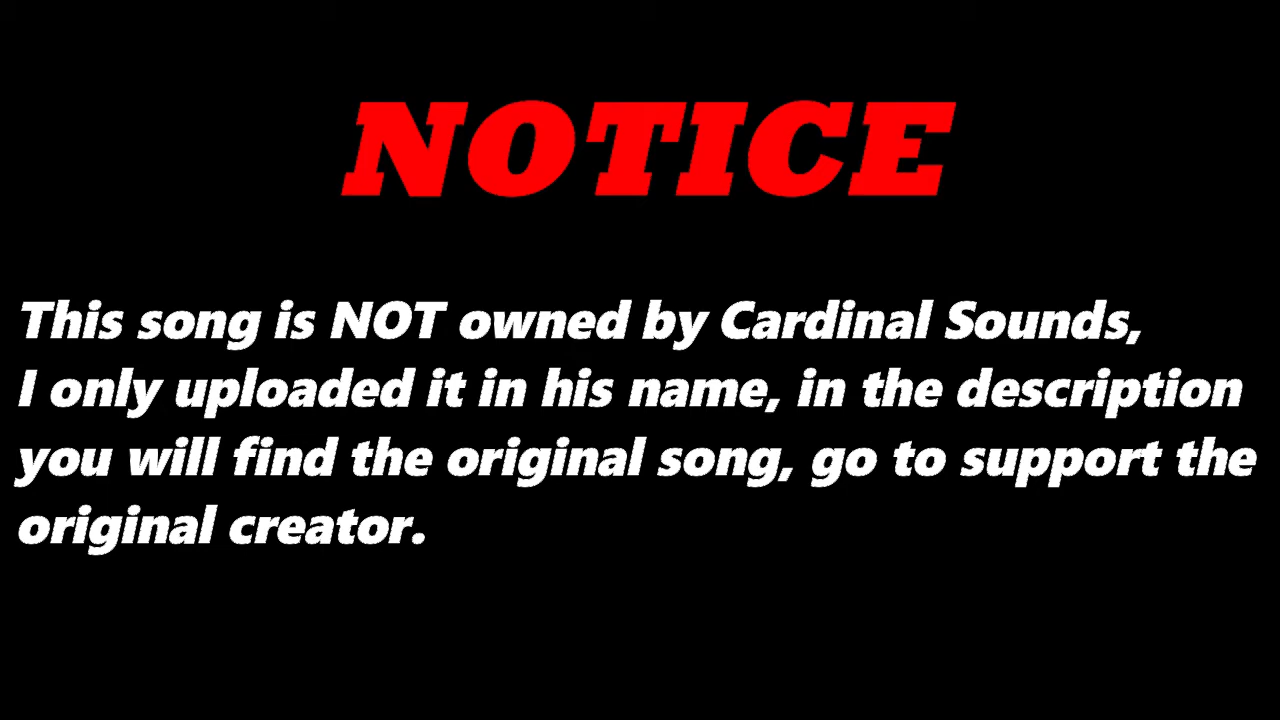 NOTICE
This song is NOT owned by Cardinal Sounds,
I only uploaded it in his name, in the description
you will find the original song, go to support the
original creator.